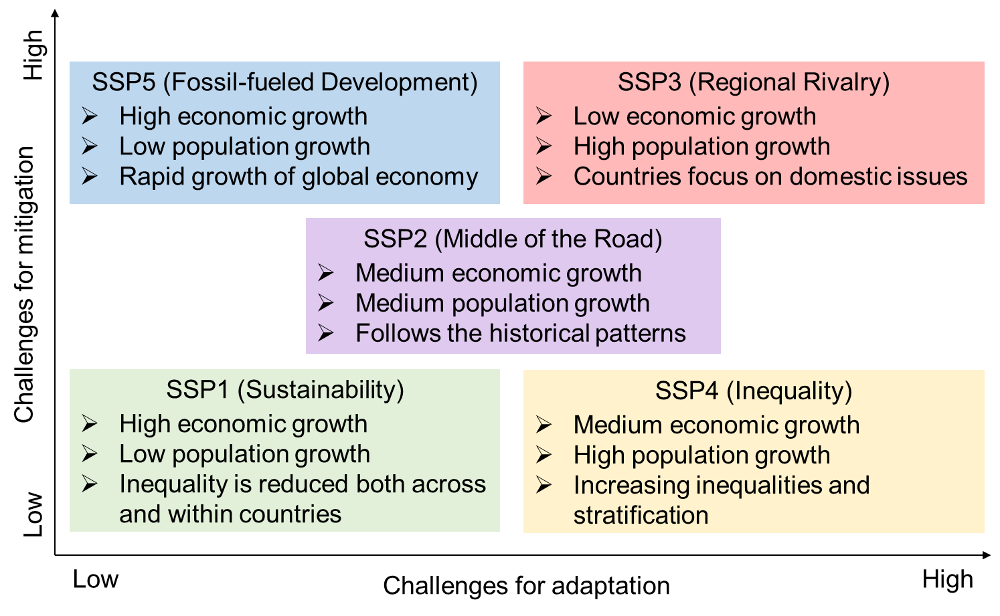 High
Challenges for mitigation
Low
SSP5 (Fossil-fueled Development)
➢ High economic growth
➢ Low population growth
➢ Rapid growth of global economy
SSP3 (Regional Rivalry)
➢ Low economic growth
➢ High population growth
➢ Countries focus on domestic issues
SSP2 (Middle of the Road)
➢ Medium economic growth
➢ Medium population growth
➢ Follows the historical patterns
SSP1 (Sustainability)
➢ High economic growth
➢ Low population growth
➢ Inequality is reduced both across
and within countries
SSP4 (Inequality)
➢ Medium economic growth
➢ High population growth
➢ Increasing inequalities and
stratification
Low
Challenges for adaptation
High